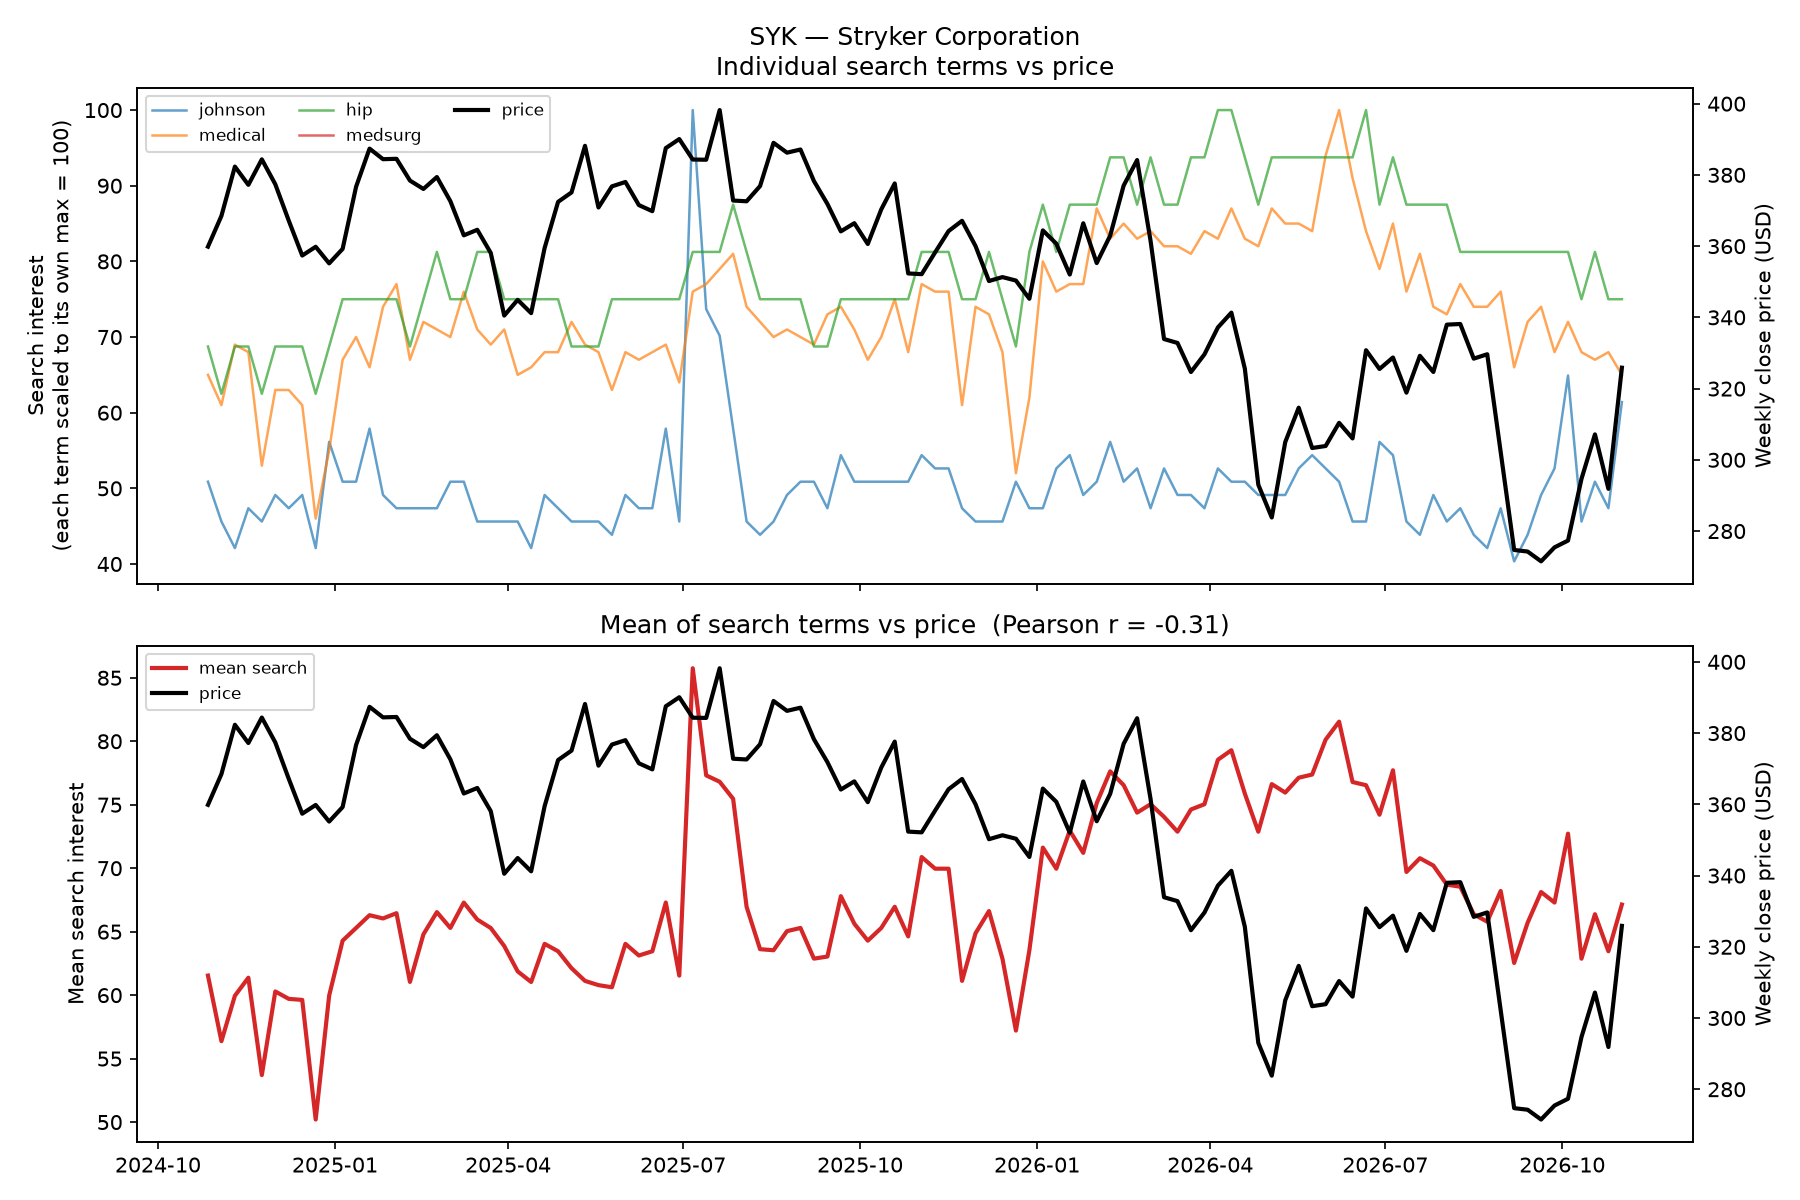 SYK — Stryker Corporation
Individual search terms vs price
johnson
medical
hip
medsurg
price
Search interest
(each term scaled to its own max = 100)
100
90
80
70
60
50
40
Weekly close price (USD)
400
380
360
340
320
300
280
Mean of search terms vs price  (Pearson r = -0.31)
mean search
price
Mean search interest
85
80
75
70
65
60
55
50
Weekly close price (USD)
400
380
360
340
320
300
280
2024-10
2025-01
2025-04
2025-07
2025-10
2026-01
2026-04
2026-07
2026-10